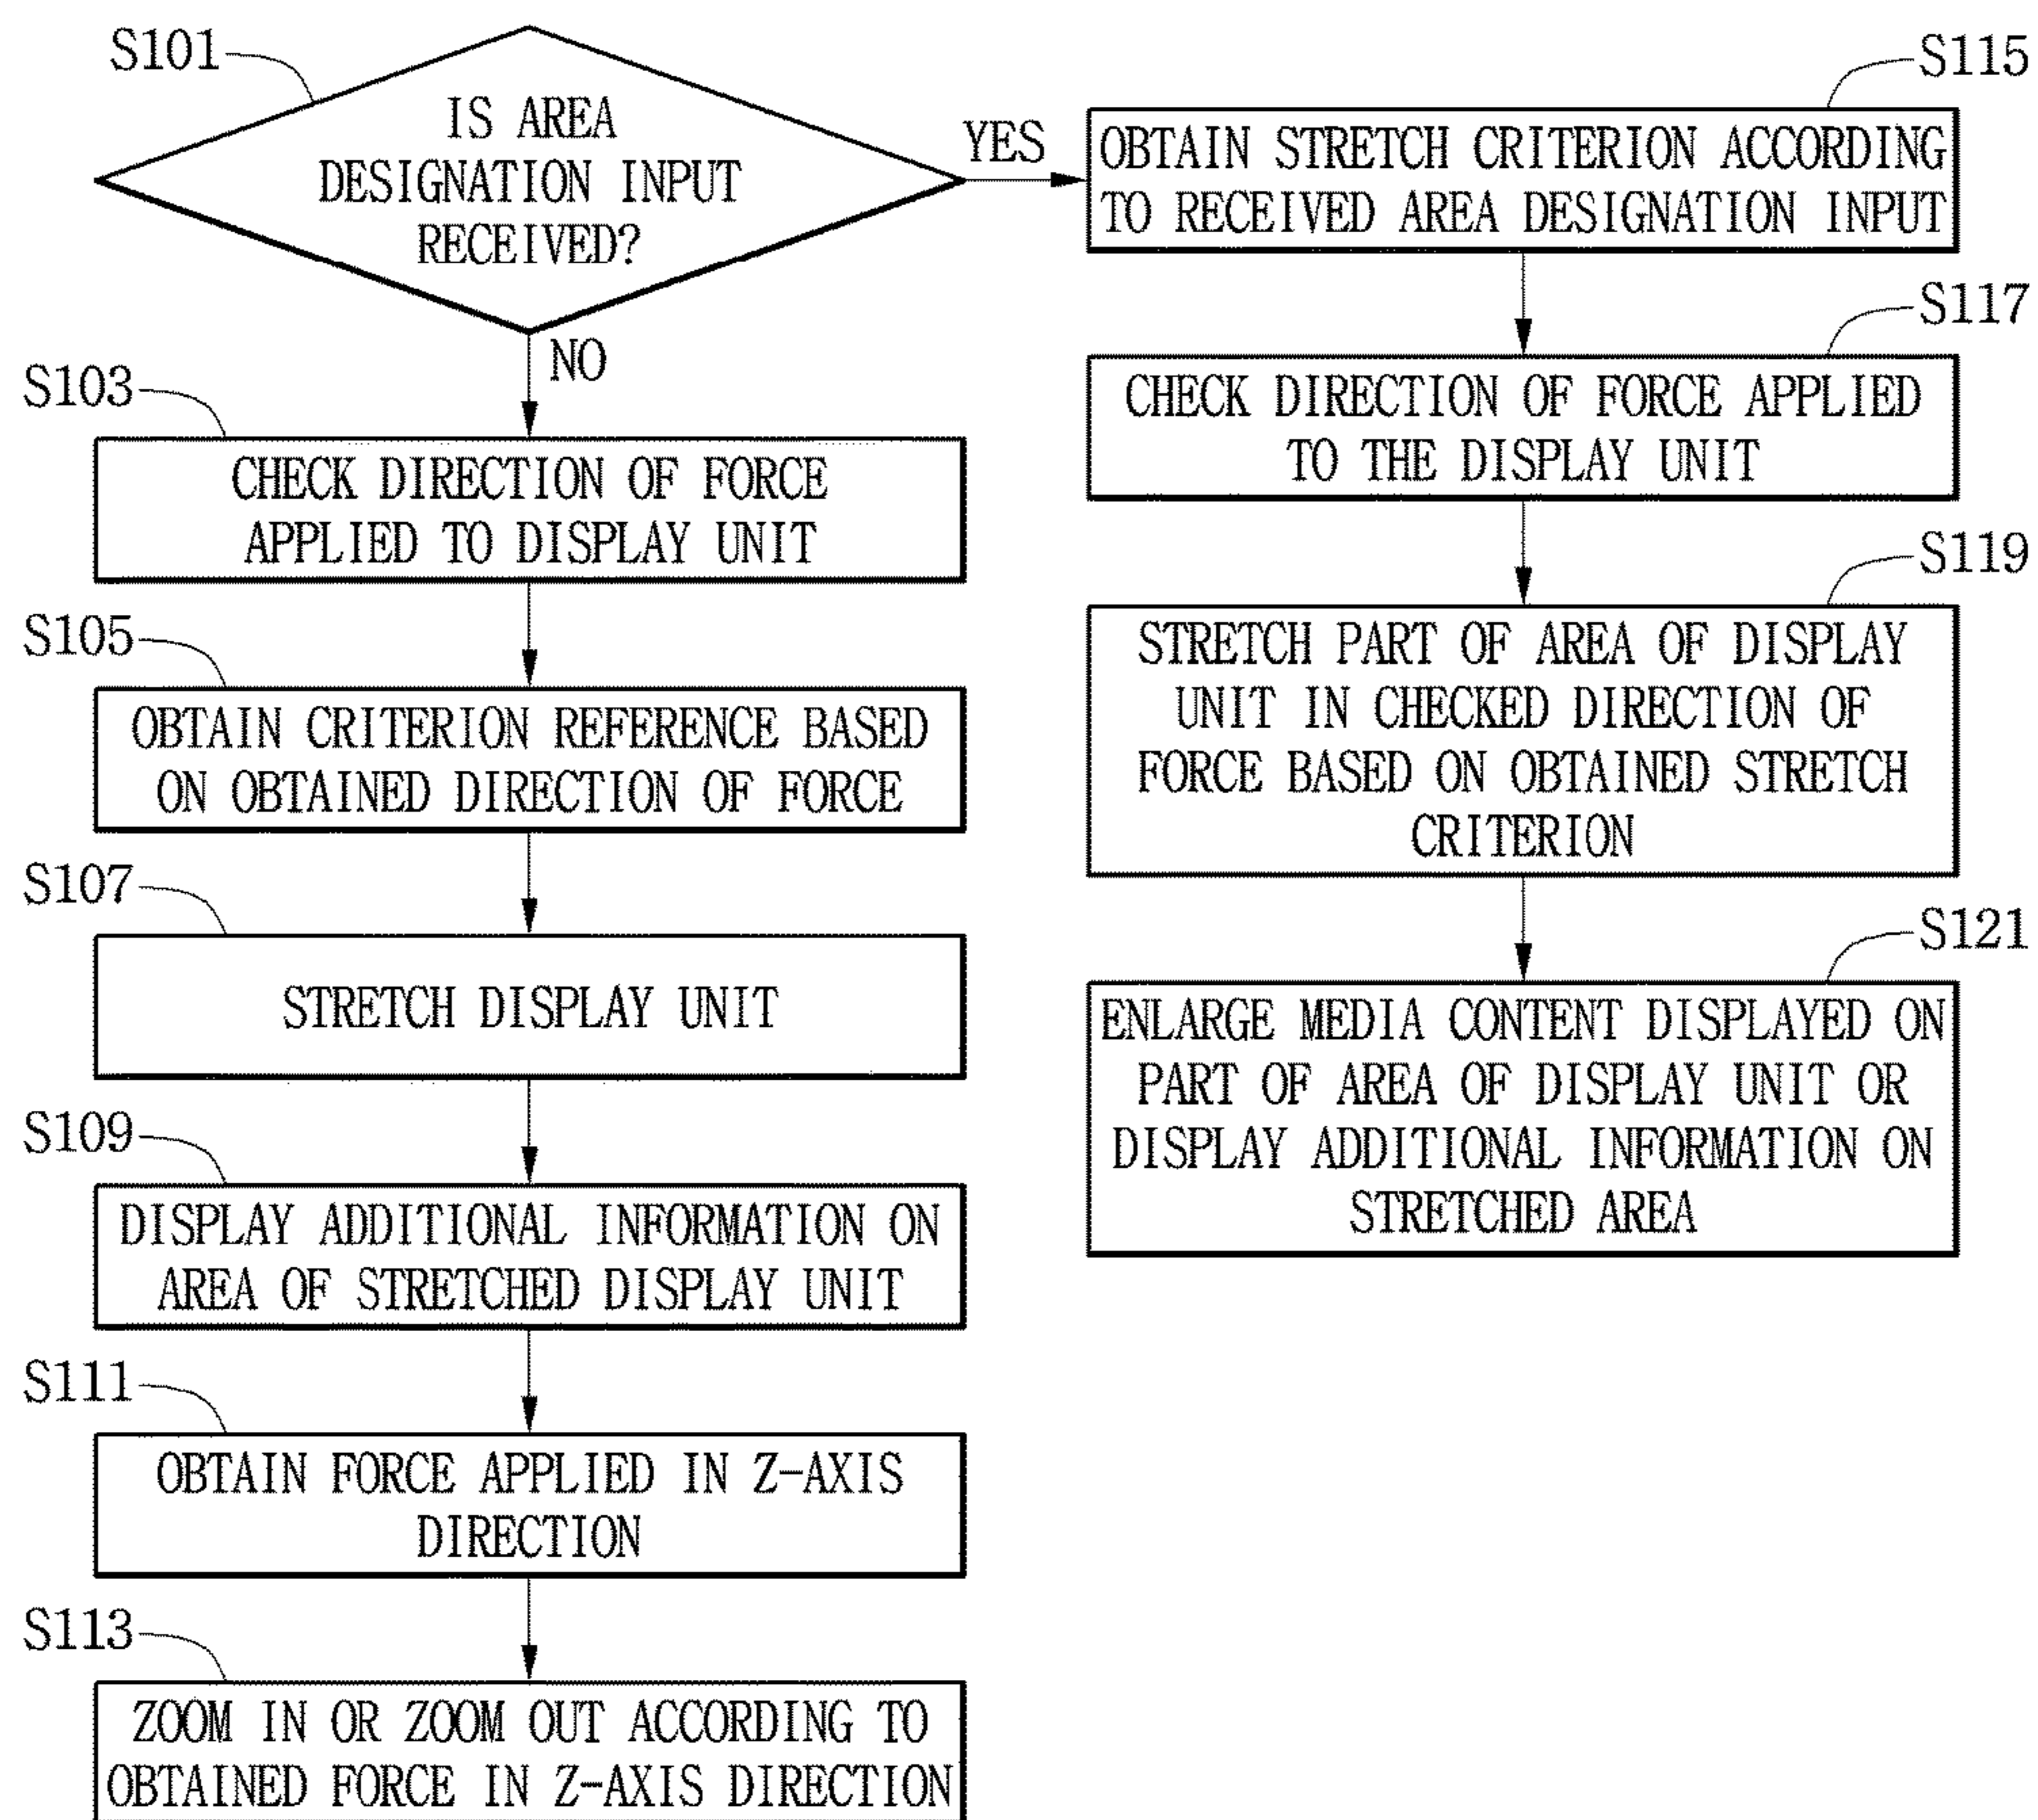 S101
IS AREA
DESIGNATION INPUT
RECEIVED?
YES
NO
S103
CHECK DIRECTION OF FORCE
APPLIED TO DISPLAY UNIT
S105
OBTAIN CRITERION REFERENCE BASED
ON OBTAINED DIRECTION OF FORCE
S107
STRETCH DISPLAY UNIT
S109
DISPLAY ADDITIONAL INFORMATION ON
AREA OF STRETCHED DISPLAY UNIT
S111
OBTAIN FORCE APPLIED IN Z-AXIS
DIRECTION
S113
ZOOM IN OR ZOOM OUT ACCORDING TO
OBTAINED FORCE IN Z-AXIS DIRECTION
S115
OBTAIN STRETCH CRITERION ACCORDING
TO RECEIVED AREA DESIGNATION INPUT
S117
CHECK DIRECTION OF FORCE APPLIED
TO THE DISPLAY UNIT
S119
STRETCH PART OF AREA OF DISPLAY
UNIT IN CHECKED DIRECTION OF
FORCE BASED ON OBTAINED STRETCH
CRITERION
S121
ENLARGE MEDIA CONTENT DISPLAYED ON
PART OF AREA OF DISPLAY UNIT OR
DISPLAY ADDITIONAL INFORMATION ON
STRETCHED AREA